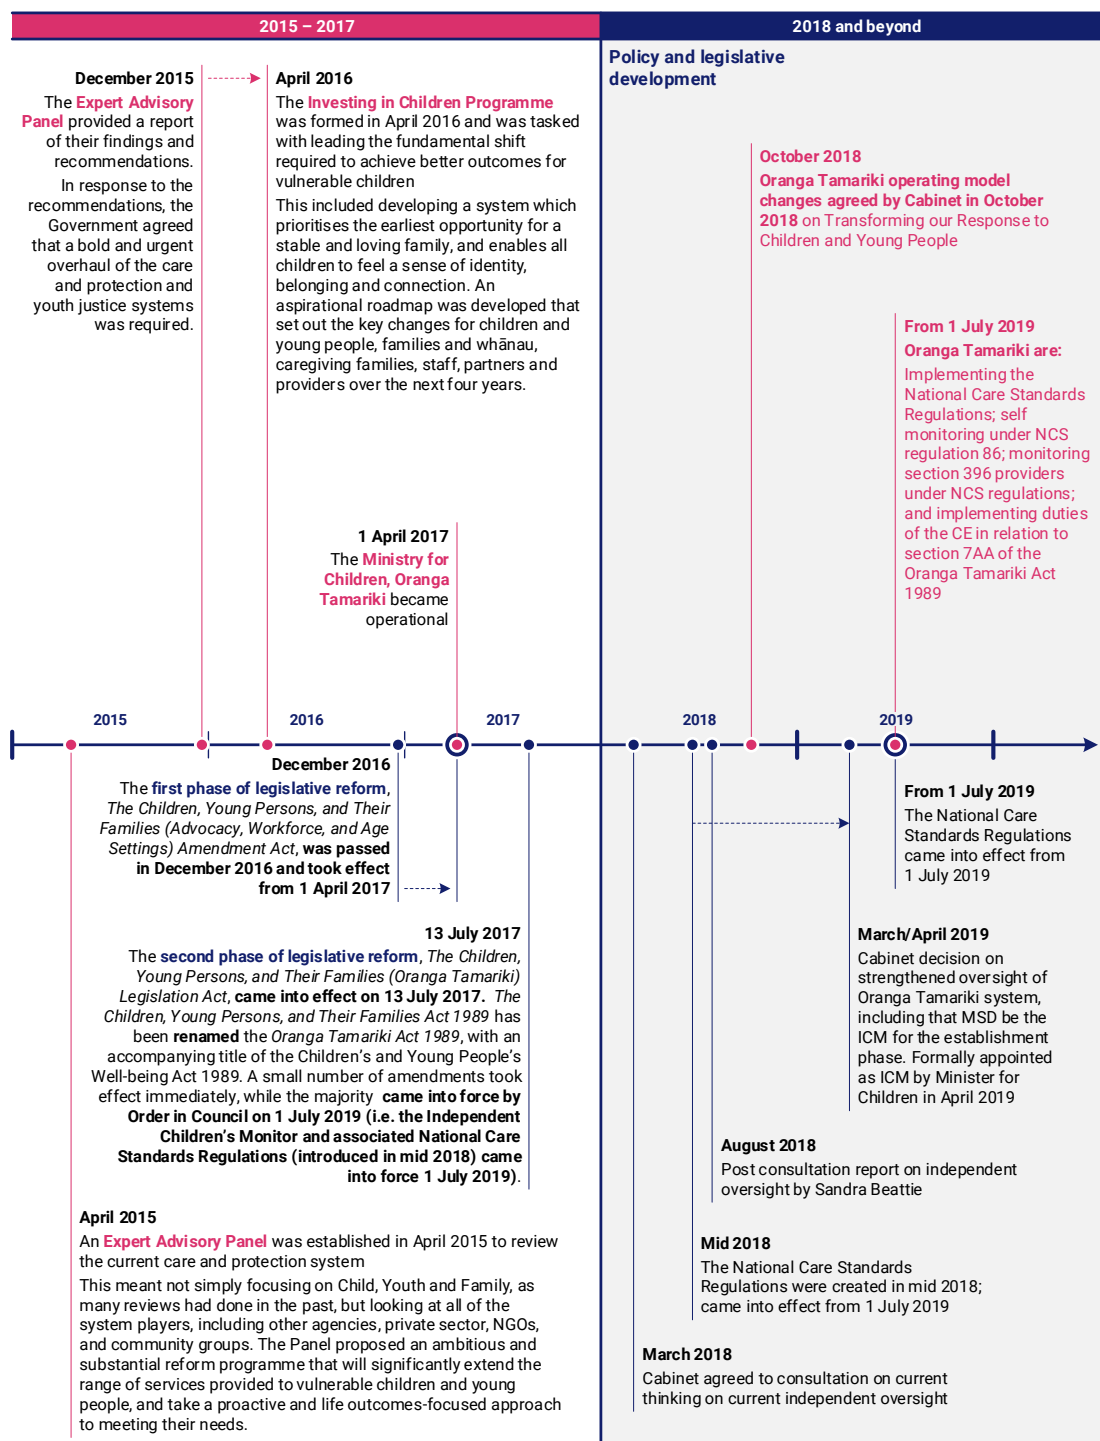 2015 – 2017
2018 and beyond
Policy and legislative
development
December 2015
The Expert Advisory
Panel provided a report
of their findings and
recommendations.
In response to the
recommendations, the
Government agreed
that a bold and urgent
overhaul of the care
and protection and
youth justice systems
was required.
April 2016
The Investing in Children Programme
was formed in April 2016 and was tasked
with leading the fundamental shift
required to achieve better outcomes for
vulnerable children
This included developing a system which
prioritises the earliest opportunity for a
stable and loving family, and enables all
children to feel a sense of identity,
belonging and connection. An
aspirational roadmap was developed that
set out the key changes for children and
young people, families and whānau,
caregiving families, staff, partners and
providers over the next four years.
October 2018
Oranga Tamariki operating model
changes agreed by Cabinet in October
2018 on Transforming our Response to
Children and Young People
From 1 July 2019
Oranga Tamariki are:
Implementing the
National Care Standards
Regulations; self
monitoring under NCS
regulation 86; monitoring
section 396 providers
under NCS regulations;
and implementing duties
of the CE in relation to
section 7AA of the
Oranga Tamariki Act
1989
1 April 2017
The Ministry for
Children, Oranga
Tamariki became
operational
2015
2016
2017
2018
2019
December 2016
The first phase of legislative reform,
The Children, Young Persons, and Their
Families (Advocacy, Workforce, and Age
Settings) Amendment Act, was passed
in December 2016 and took effect
from 1 April 2017
13 July 2017
The second phase of legislative reform, The Children,
Young Persons, and Their Families (Oranga Tamariki)
Legislation Act, came into effect on 13 July 2017. The
Children, Young Persons, and Their Families Act 1989 has
been renamed the Oranga Tamariki Act 1989, with an
accompanying title of the Children’s and Young People’s
Well-being Act 1989. A small number of amendments took
effect immediately, while the majority came into force by
Order in Council on 1 July 2019 (i.e. the Independent
Children’s Monitor and associated National Care
Standards Regulations (introduced in mid 2018) came
into force 1 July 2019).
April 2015
An Expert Advisory Panel was established in April 2015 to review
the current care and protection system
This meant not simply focusing on Child, Youth and Family, as
many reviews had done in the past, but looking at all of the
system players, including other agencies, private sector, NGOs,
and community groups. The Panel proposed an ambitious and
substantial reform programme that will significantly extend the
range of services provided to vulnerable children and young
people, and take a proactive and life outcomes-focused approach
to meeting their needs.
From 1 July 2019
The National Care
Standards Regulations
came into effect from
1 July 2019
March/April 2019
Cabinet decision on
strengthened oversight of
Oranga Tamariki system,
including that MSD be the
ICM for the establishment
phase. Formally appointed
as ICM by Minister for
Children in April 2019
August 2018
Post consultation report on independent
oversight by Sandra Beattie
Mid 2018
The National Care Standards
Regulations were created in mid 2018;
came into effect from 1 July 2019
March 2018
Cabinet agreed to consultation on current
thinking on current independent oversight